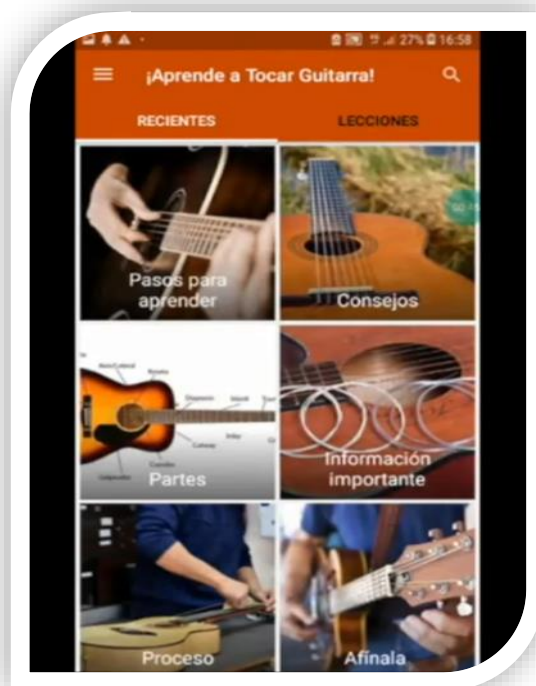 27% 16:58
¡Aprende a Tocar Guitarra!
RECIENTES
LECCIONES
Pasos para
aprender
Consejos
Partes
Información
importante
Proceso
Afínala